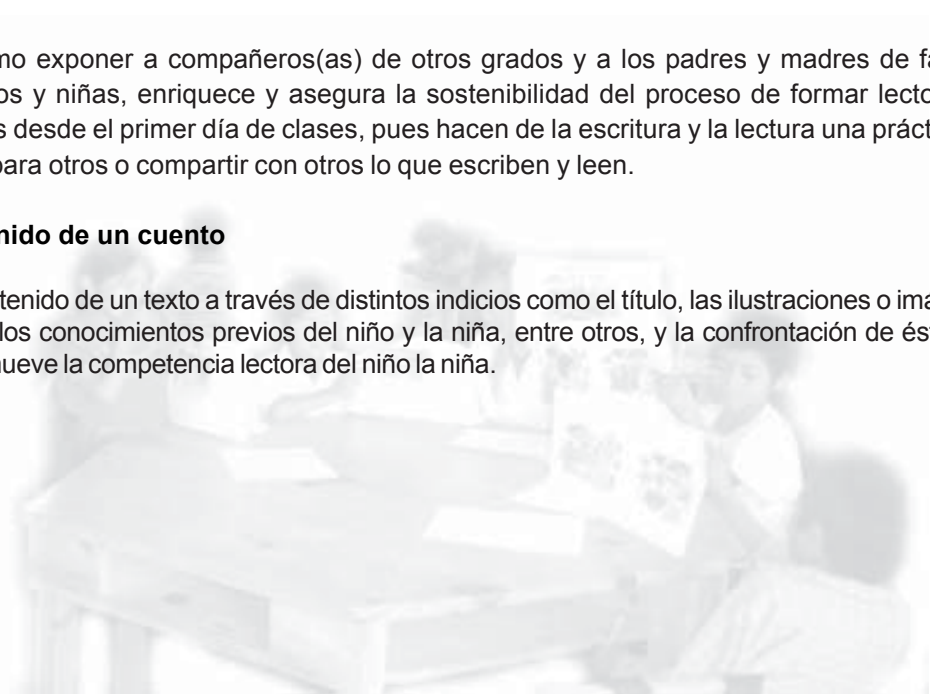 mo exponer a compañeros(as) de otros grados y a los padres y madres de fa
os y niñas, enriquece y asegura la sostenibilidad del proceso de formar lecto
s desde el primer día de clases, pues hacen de la escritura y la lectura una práct
para otros o compartir con otros lo que escriben y leen.
nido de un cuento
tenido de un texto a través de distintos indicios como el título, las ilustraciones o imá
los conocimientos previos del niño y la niña, entre otros, y la confrontación de és
ueve la competencia lectora del niño la niña.